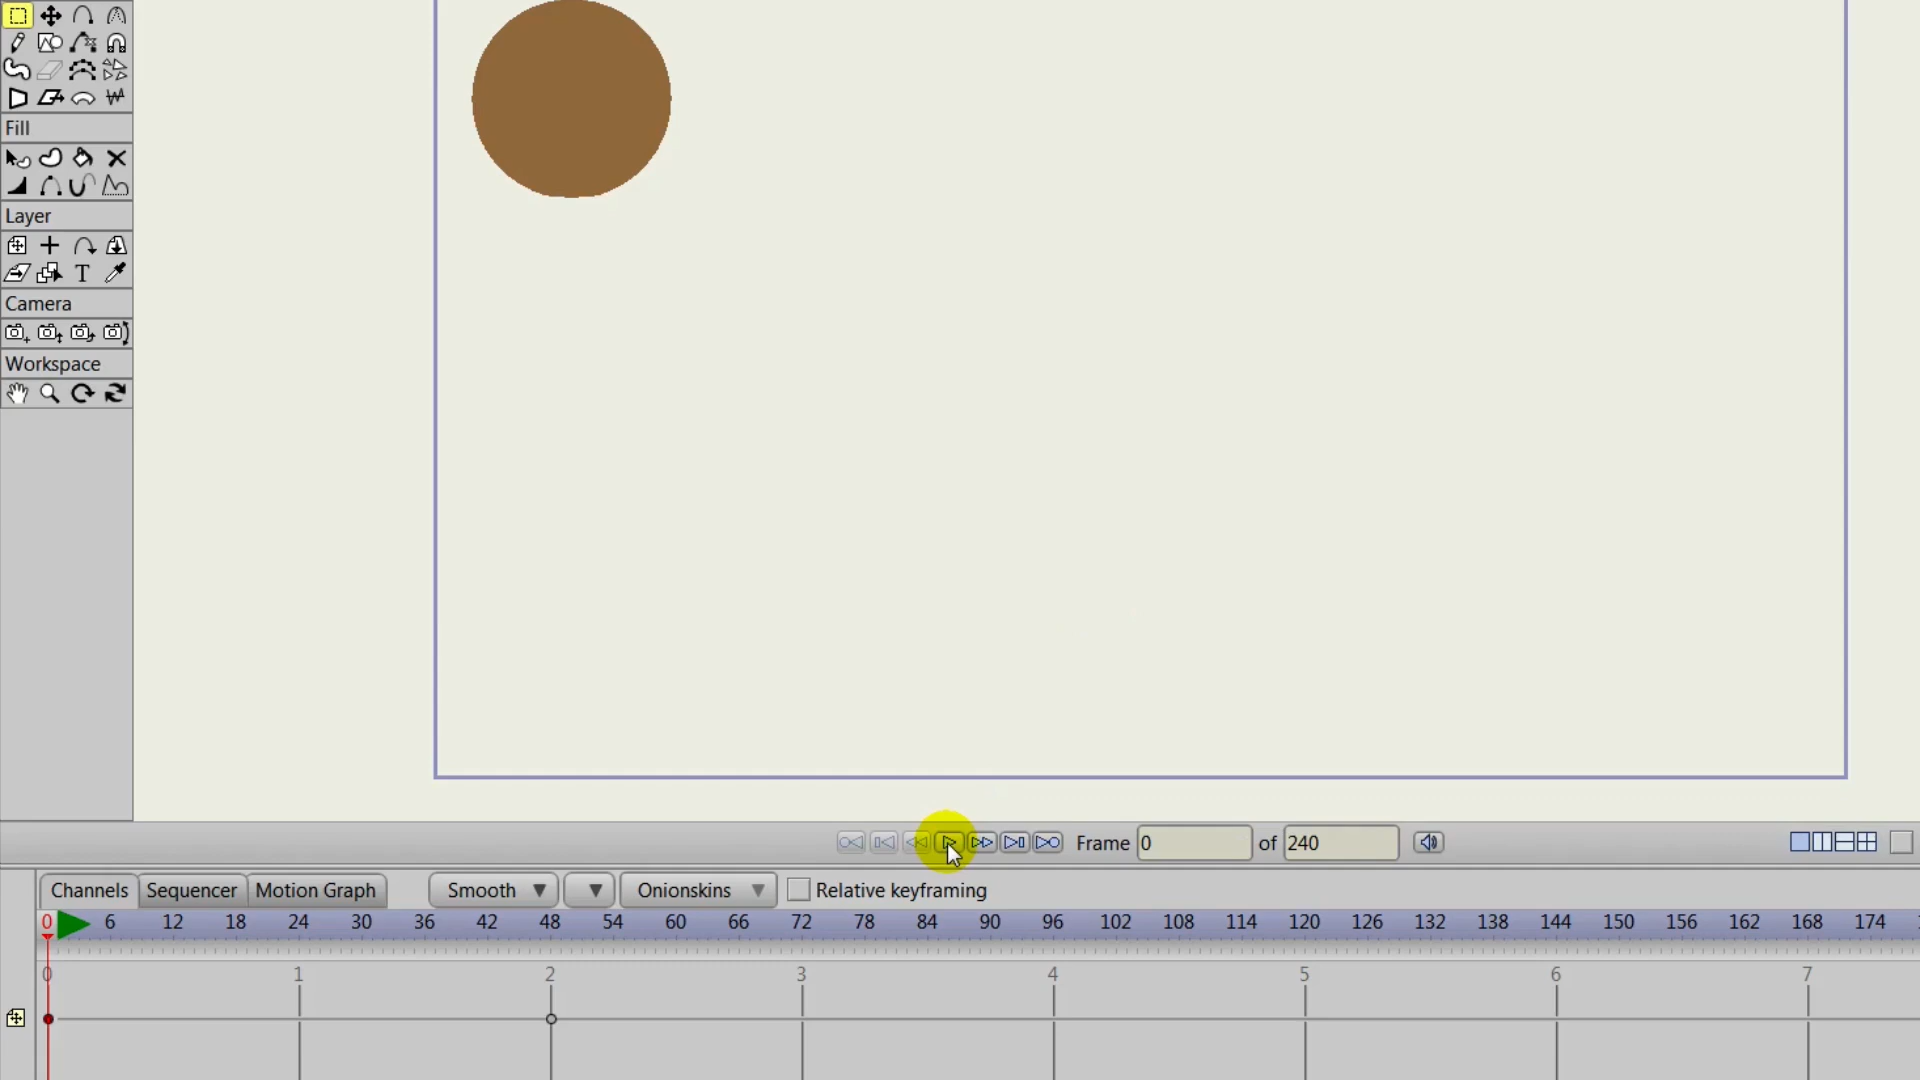 Fill
Layer
T
Camera
Workspace
Frame 0 of 240
Channels Sequencer Motion Graph Smooth Onionskins Relative keyframing
0 6 12 18 24 30 36 42 48 54 60 66 72 78 84 90 96 102 108 114 120 126 132 138 144 150 156 162 168 174
0 1 2 3 4 5 6 7